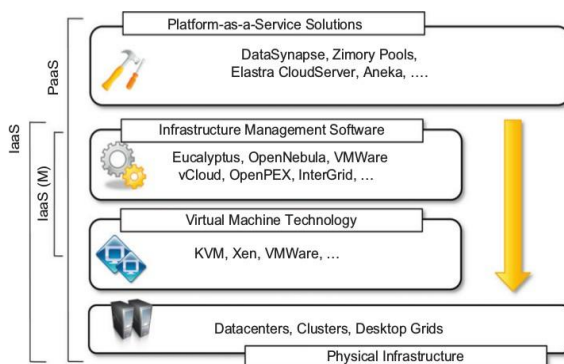 Platform-as-a-Service Solutions
DataSynapse, Zimory Pools,
Elastra CloudServer, Aneka, ....
PaaS
IaaS
IaaS (M)
Infrastructure Management Software
Eucalyptus, OpenNebula, VMWare
vCloud, OpenPEX, InterGrid, ...
Virtual Machine Technology
KVM, Xen, VMWare, ...
Datacenters, Clusters, Desktop Grids
Physical Infrastructure